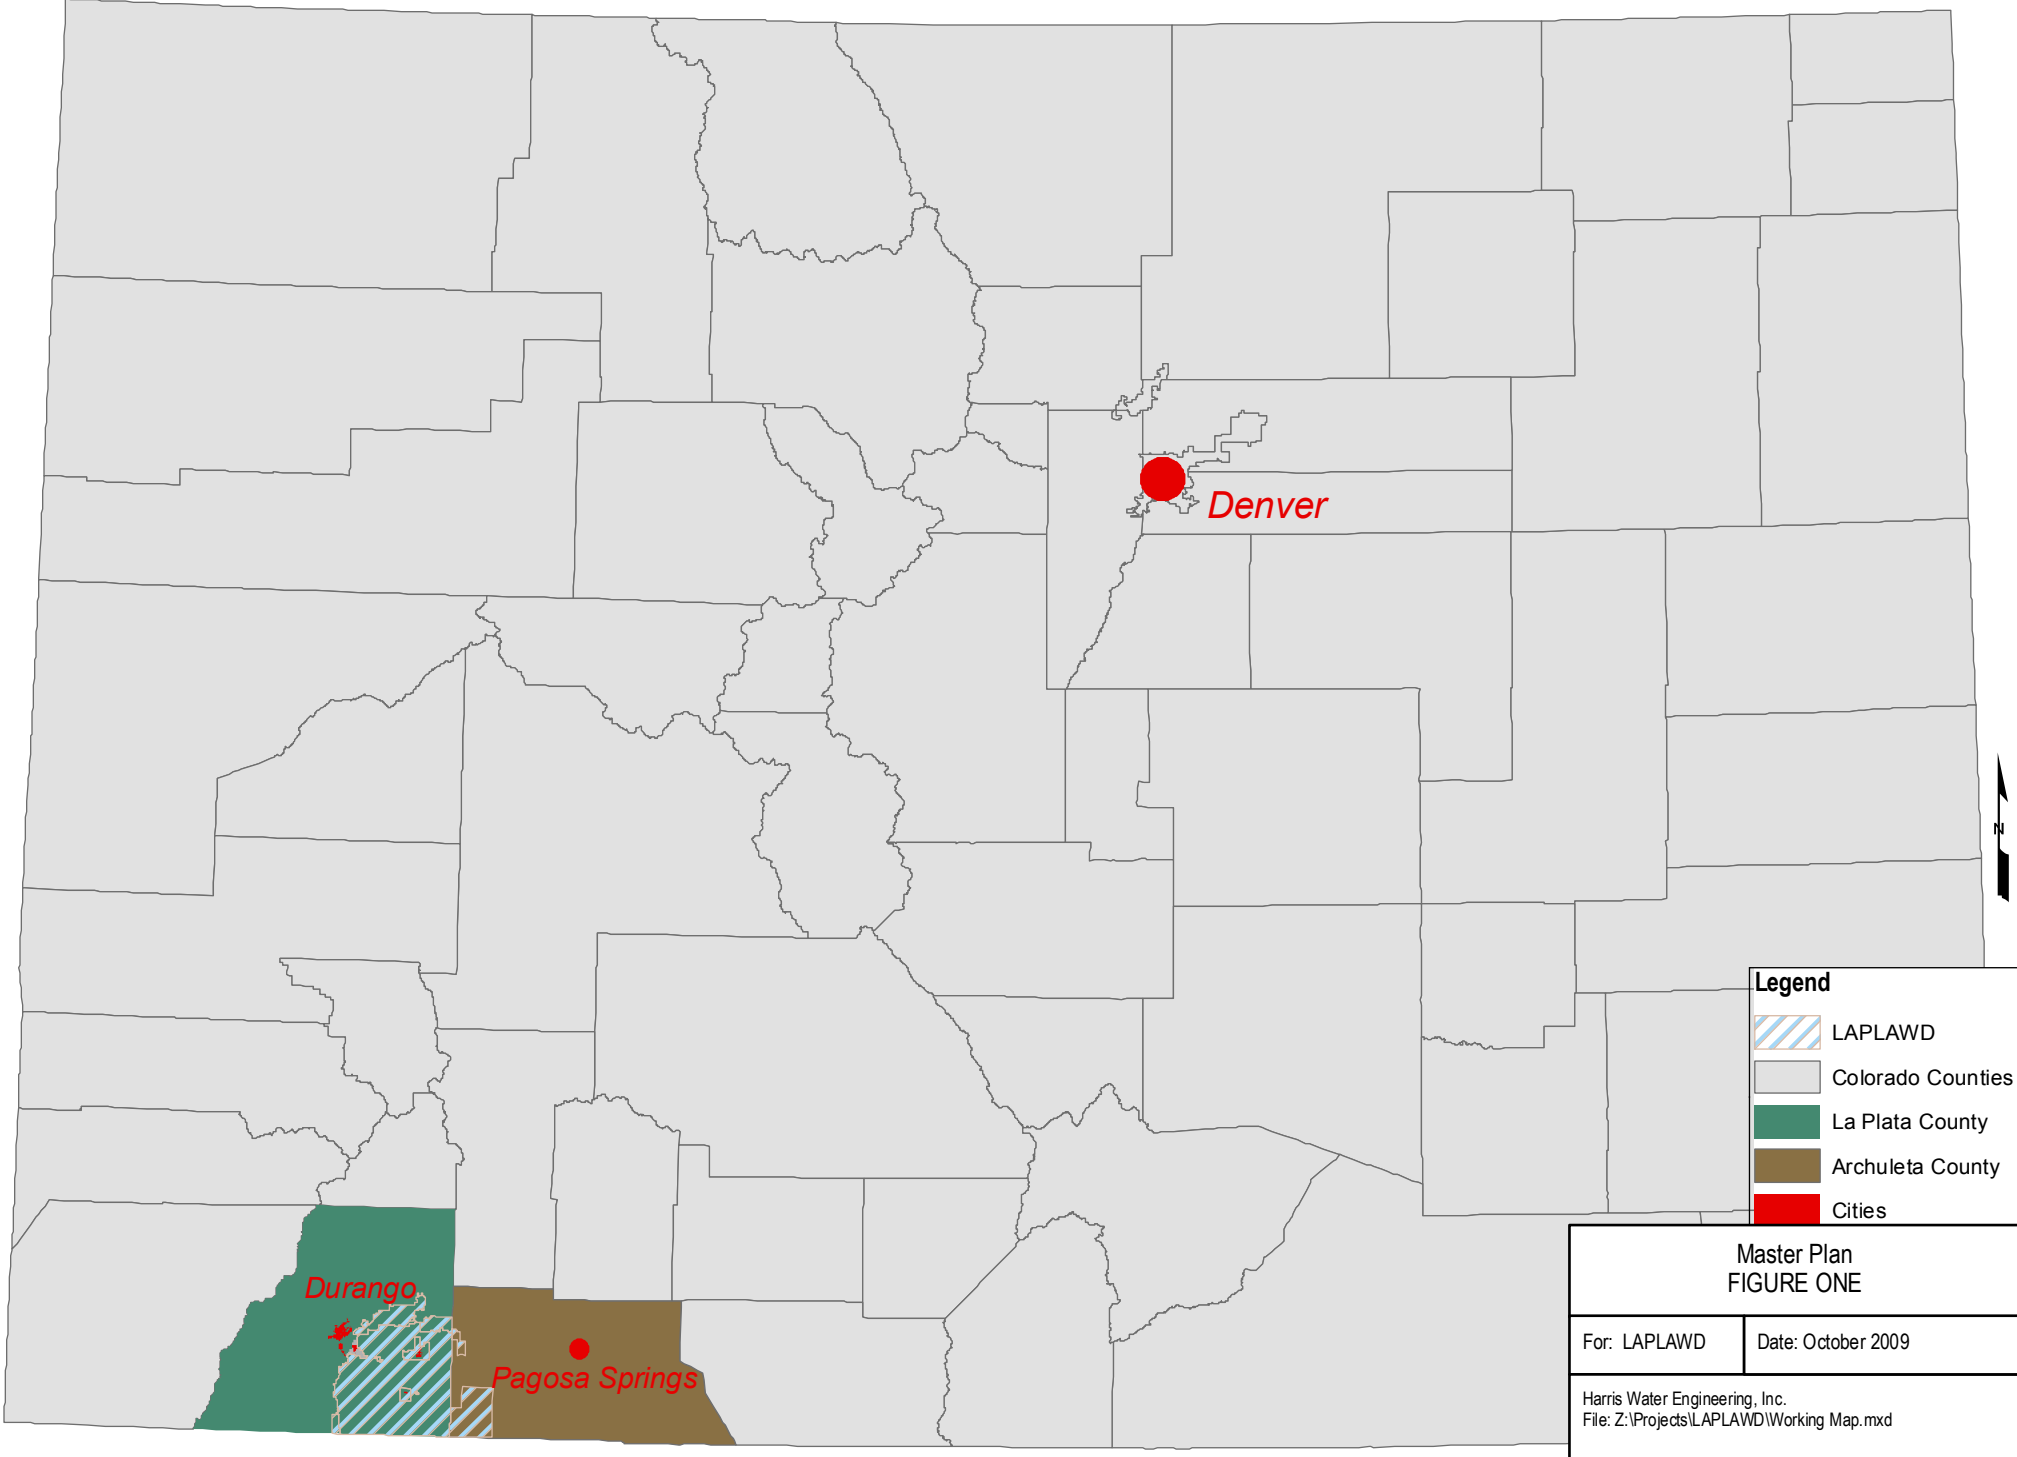 Denver
N
Legend
LAPLAWD
Colorado Counties
La Plata County
Archuleta County
Cities
Durango
Pagosa Springs
Master Plan
FIGURE ONE
For: LAPLAWD
Date: October 2009
Harris Water Engineering, Inc.
File: Z:\Projects\LAPLAWD\Working Map.mxd